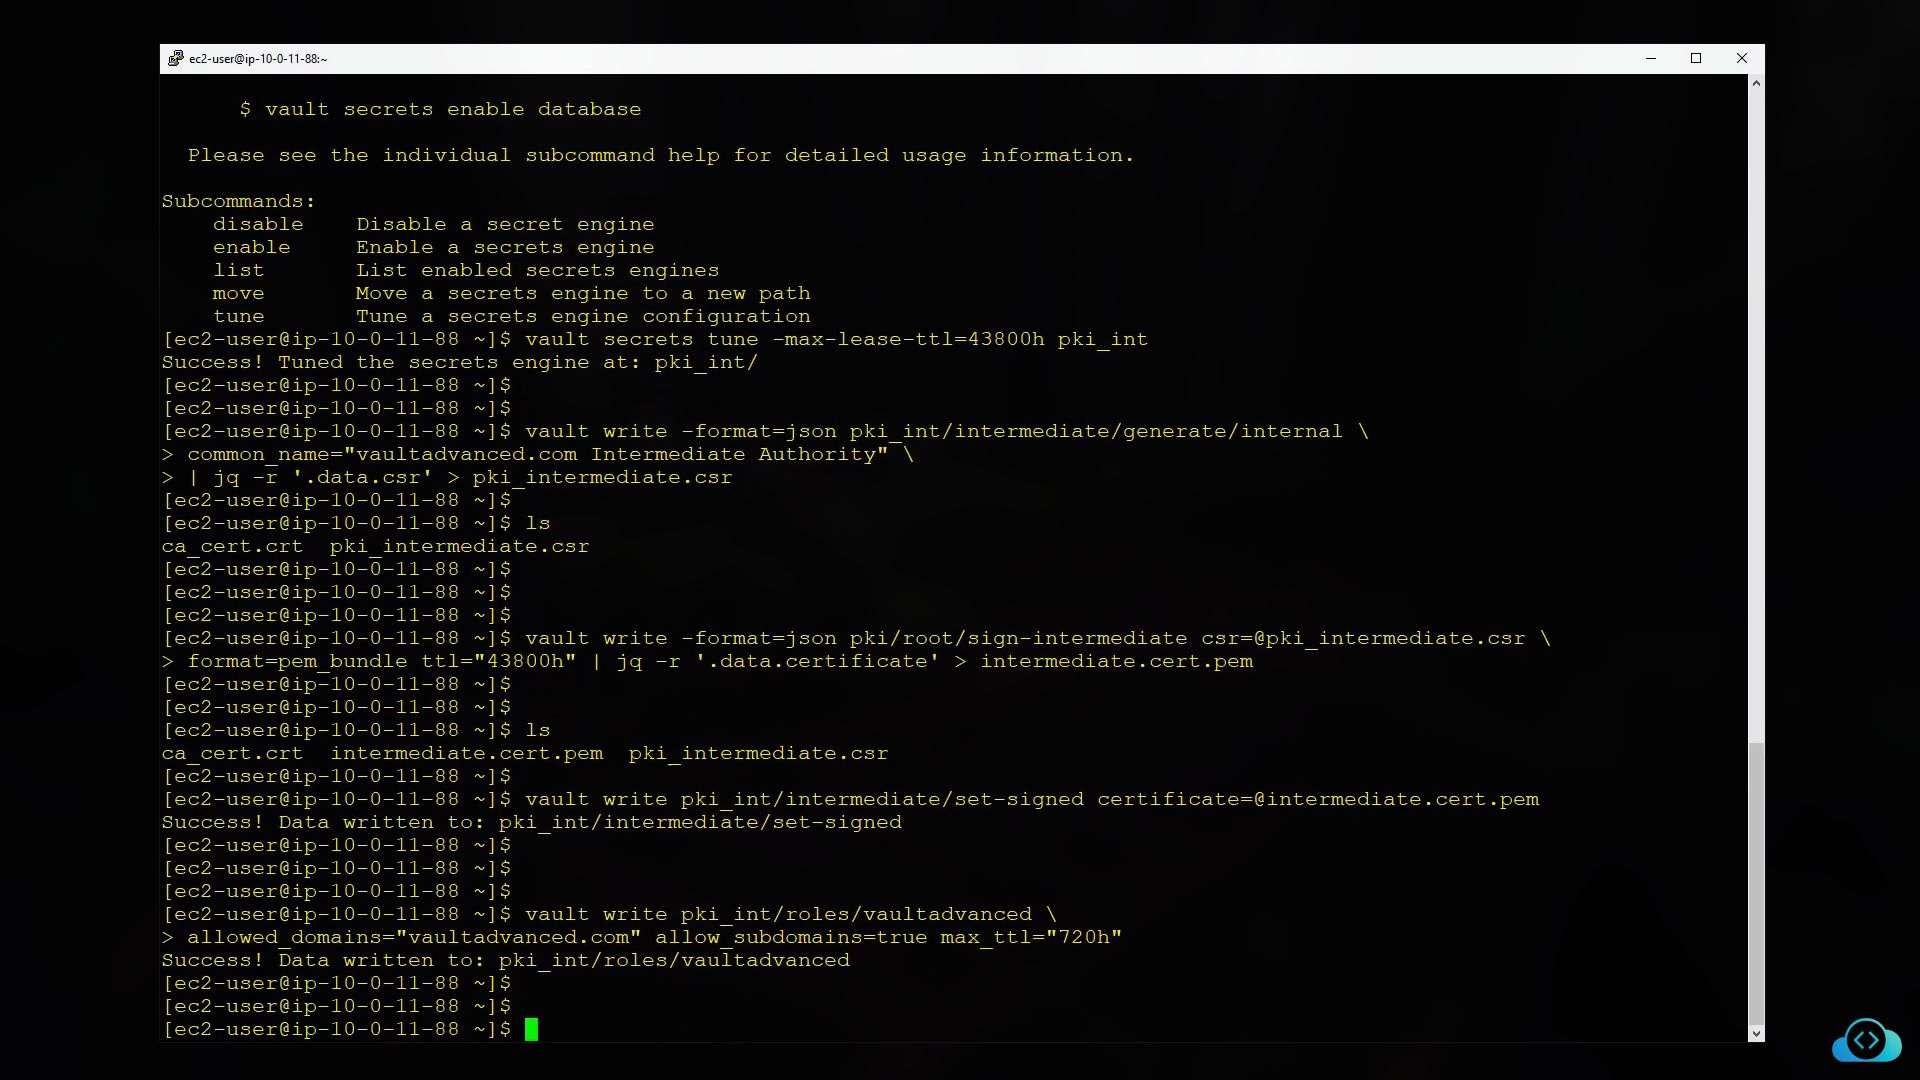 ec2-user@ip-10-0-11-88:~
$ vault secrets enable database
Please see the individual subcommand help for detailed usage information.
Subcommands:
disable    Disable a secret engine
enable     Enable a secrets engine
list       List enabled secrets engines
move       Move a secrets engine to a new path
tune       Tune a secrets engine configuration
[ec2-user@ip-10-0-11-88 ~]$ vault secrets tune -max-lease-ttl=43800h pki_int
Success! Tuned the secrets engine at: pki_int/
[ec2-user@ip-10-0-11-88 ~]$
[ec2-user@ip-10-0-11-88 ~]$
[ec2-user@ip-10-0-11-88 ~]$ vault write -format=json pki_int/intermediate/generate/internal \
> common_name="vaultadvanced.com Intermediate Authority" \
> | jq -r '.data.csr' > pki_intermediate.csr
[ec2-user@ip-10-0-11-88 ~]$
[ec2-user@ip-10-0-11-88 ~]$ ls
ca_cert.crt  pki_intermediate.csr
[ec2-user@ip-10-0-11-88 ~]$
[ec2-user@ip-10-0-11-88 ~]$
[ec2-user@ip-10-0-11-88 ~]$
[ec2-user@ip-10-0-11-88 ~]$ vault write -format=json pki/root/sign-intermediate csr=@pki_intermediate.csr \
> format=pem_bundle ttl="43800h" | jq -r '.data.certificate' > intermediate.cert.pem
[ec2-user@ip-10-0-11-88 ~]$
[ec2-user@ip-10-0-11-88 ~]$
[ec2-user@ip-10-0-11-88 ~]$ ls
ca_cert.crt  intermediate.cert.pem  pki_intermediate.csr
[ec2-user@ip-10-0-11-88 ~]$
[ec2-user@ip-10-0-11-88 ~]$ vault write pki_int/intermediate/set-signed certificate=@intermediate.cert.pem
Success! Data written to: pki_int/intermediate/set-signed
[ec2-user@ip-10-0-11-88 ~]$
[ec2-user@ip-10-0-11-88 ~]$
[ec2-user@ip-10-0-11-88 ~]$
[ec2-user@ip-10-0-11-88 ~]$ vault write pki_int/roles/vaultadvanced \
> allowed_domains="vaultadvanced.com" allow_subdomains=true max_ttl="720h"
Success! Data written to: pki_int/roles/vaultadvanced
[ec2-user@ip-10-0-11-88 ~]$
[ec2-user@ip-10-0-11-88 ~]$
[ec2-user@ip-10-0-11-88 ~]$